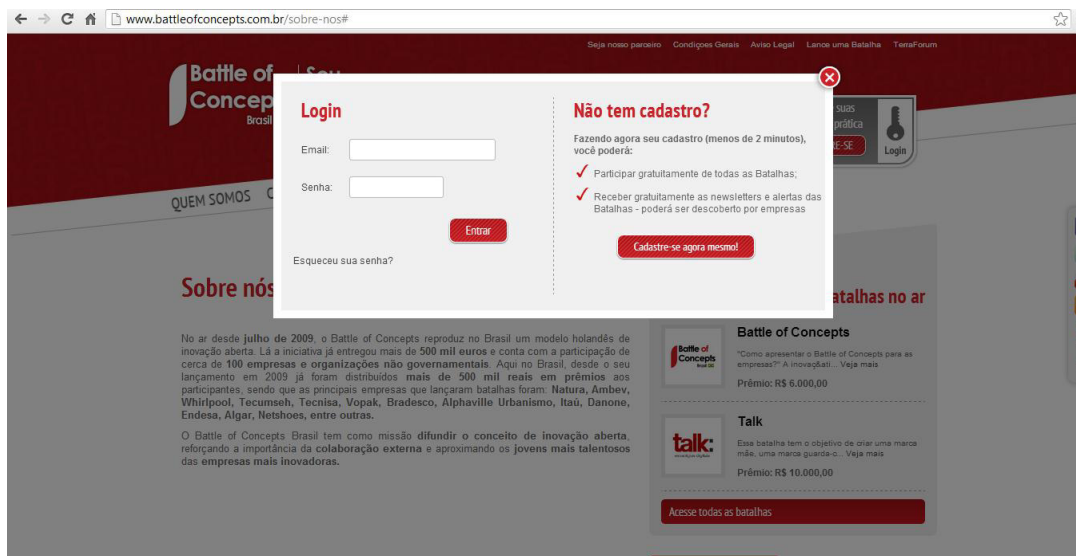 www.battleofconcepts.com.br/sobre-nos#
Seja nosso parceiro Condiçoes Gerais Aviso Legal Lance uma Batalha TerraForum
Battle of
Concep
Brasil
suas
prática
E-SE
Login
QUEM SOMOS
Login
Email:
Senha:
Entrar
Esqueceu sua senha?
Não tem cadastro?
Fazendo agora seu cadastro (menos de 2 minutos),
você poderá:
Participar gratuitamente de todas as Batalhas;
Receber gratuitamente as newsletters e alertas das
Batalhas - poderá ser descoberto por empresas
Cadastre-se agora mesmo!
Sobre nós
No ar desde julho de 2009, o Battle of Concepts reproduz no Brasil um modelo holandês de
inovação aberta. Lá a iniciativa já entregou mais de 500 mil euros e conta com a participação de
cerca de 100 empresas e organizações não governamentais. Aqui no Brasil, desde o seu
lançamento em 2009 já foram distribuídos mais de 500 mil reais em prêmios aos
participantes, sendo que as principais empresas que lançaram batalhas foram: Natura, Ambev,
Whirlpool, Tecumseh, Tecnisa, Vopak, Bradesco, Alphaville Urbanismo, Itaú, Danone,
Endesa, Algar, Netshoes, entre outras.
O Battle of Concepts Brasil tem como missão difundir o conceito de inovação aberta,
reforçando a importância da colaboração externa e aproximando os jovens mais talentosos
das empresas mais inovadoras.
atalhas no ar
Battle of
Concepts
Battle of Concepts
"Como apresentar o Battle of Concepts para as
empresas?" A inovaç&ati... Veja mais
Prêmio: R$ 6.000,00
talk:
Talk
Essa batalha tem o objetivo de criar uma marca
mãe, uma marca guarda-c... Veja mais
Prêmio: R$ 10.000,00
Acesse todas as batalhas